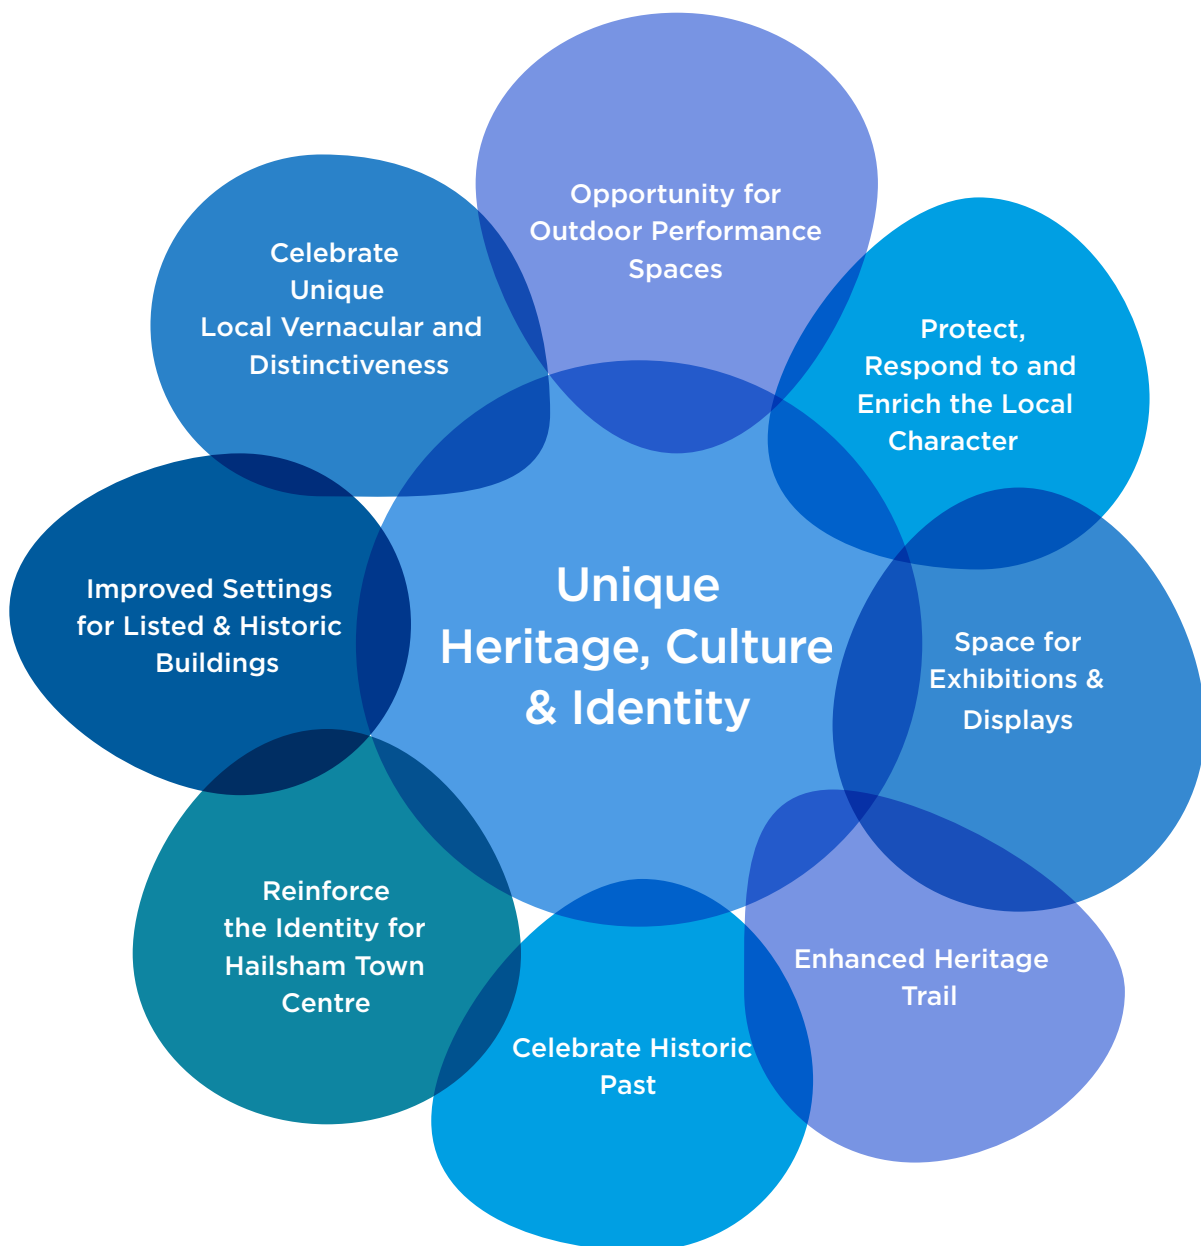 Opportunity for
Outdoor Performance
Spaces
Celebrate
Unique
Local Vernacular and
Distinctiveness
Protect,
Respond to and
Enrich the Local
Character
Unique
Heritage, Culture
& Identity
Improved Settings
for Listed & Historic
Buildings
Space for
Exhibitions &
Displays
Reinforce
the Identity for
Hailsham Town
Centre
Enhanced Heritage
Trail
Celebrate Historic
Past